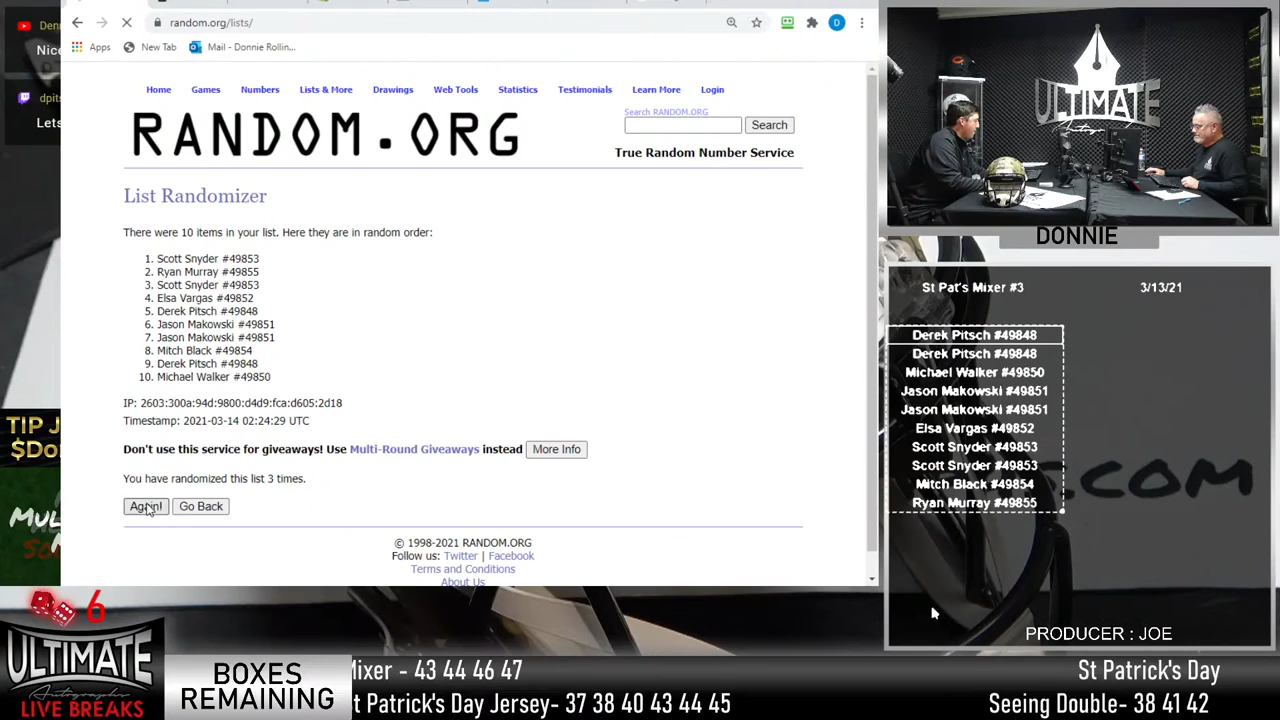 Denn
Nice
dpits
Lets
random.org/lists/
D
Apps
New Tab
Mail - Donnie Rollin...
Home
Games
Numbers
Lists & More
Drawings
Web Tools
Statistics
Testimonials
Learn More
Login
RANDOM.ORG
Search RANDOM.ORG
Search
True Random Number Service
List Randomizer
There were 10 items in your list. Here they are in random order:
1. Scott Snyder #49853
2. Ryan Murray #49855
3. Scott Snyder #49853
4. Elsa Vargas #49852
5. Derek Pitsch #49848
6. Jason Makowski #49851
7. Jason Makowski #49851
8. Mitch Black #49854
9. Derek Pitsch #49848
10. Michael Walker #49850
IP: 2603:300a:94d:9800:d4d9:fca:d605:2d18
Timestamp: 2021-03-14 02:24:29 UTC
Don't use this service for giveaways! Use Multi-Round Giveaways instead More Info
You have randomized this list 3 times.
Again! Go Back
© 1998-2021 RANDOM.ORG
Follow us: Twitter | Facebook
Terms and Conditions
About Us
ULTIMATE
Autographs
DONNIE
St Pat's Mixer #3 3/13/21
Derek Pitsch #49848
Derek Pitsch #49848
Michael Walker #49850
Jason Makowski #49851
Jason Makowski #49851
Elsa Vargas #49852
Scott Snyder #49853
Scott Snyder #49853
Mitch Black #49854
Ryan Murray #49855
.COM
PRODUCER : JOE
TIP J
$Do
MUL
SO
6
ULTIMATE
Autographs
LIVE BREAKS
BOXES
REMAINING
Mixer - 43 44 46 47
St Patrick's Day
t Patrick's Day Jersey- 37 38 40 43 44 45
Seeing Double- 38 41 42